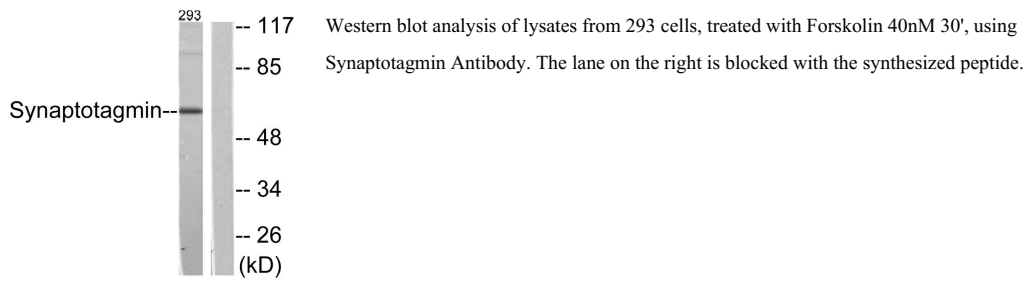 293
-- 117
-- 85
Synaptotagmin--
-- 48
-- 34
-- 26
(kD)
Western blot analysis of lysates from 293 cells, treated with Forskolin 40nM 30', using
Synaptotagmin Antibody. The lane on the right is blocked with the synthesized peptide.